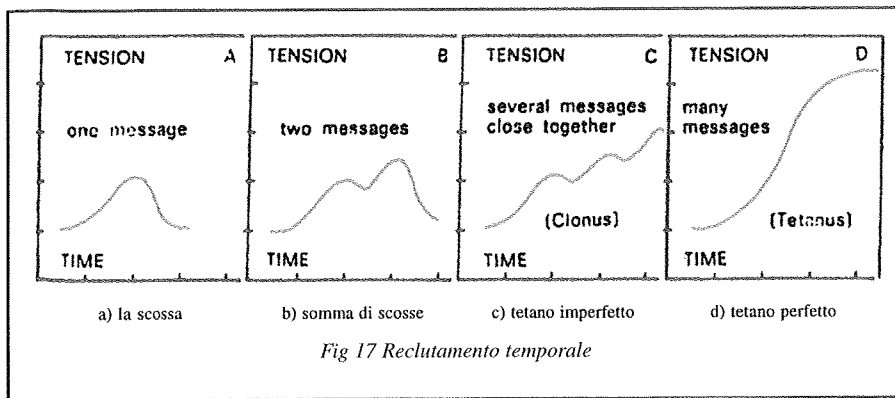 TENSION A
one message
TIME
TENSION B
two messages
TENSION C
several messages
close together
(Clonus)
TIME
TENSION D
many
messages
(Tetanus)
TIME
a) la scossa b) somma di scosse c) tetano imperfetto d) tetano perfetto
Fig 17 Reclutamento temporale